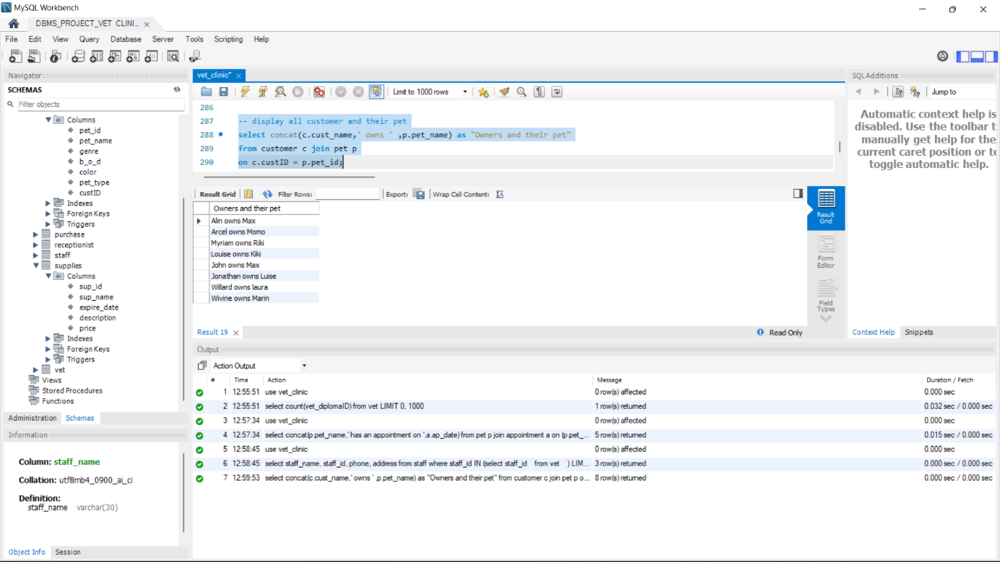 MySQL Workbench
DBMS_PROJECT_VET CLINI...
File Edit View Query Database Server Tools Scripting Help
Navigator
SCHEMAS
Filter objects
Columns
pet_id
pet_name
genre
b_o_d
color
pet_type
custID
Indexes
Foreign Keys
Triggers
purchase
receptionist
staff
supplies
Columns
sup_id
sup_name
expire_date
description
price
Indexes
Foreign Keys
Triggers
vet
Views
Stored Procedures
Functions
Administration Schemas
Information
Column: staff_name
Collation: utf8mb4_0900_ai_ci
Definition:
staff_name varchar(30)
Object Info Session
vet_clinic*
Limit to 1000 rows
286
287 -- display all customer and their pet
288 select concat(c.cust_name,' owns ' ,p.pet_name) as "Owners and their pet"
289 from customer c join pet p
290 on c.custID = p.pet_id;
Result Grid Filter Rows: Export: Wrap Cell Content:
Owners and their pet
Alin owns Max
Arcel owns Momo
Myriam owns Riki
Louise owns Kiki
John owns Max
Jonathan owns Luise
Willard owns laura
Wivine owns Marin
Result
Grid
Form
Editor
Field
Types
Result 19
Read Only
SQLAdditions
Jump to
Automatic context help is
disabled. Use the toolbar t
manually get help for the
current caret position or to
toggle automatic help.
Context Help Snippets
Output
Action Output
# Time Action Message Duration / Fetch
1 12:55:51 use vet_clinic 0 row(s) affected 0.000 sec
2 12:55:51 select count(vet_diplomaID) from vet LIMIT 0, 1000 1 row(s) returned 0.032 sec / 0.000 sec
3 12:57:34 use vet_clinic 0 row(s) affected 0.000 sec
4 12:57:34 select concat(p.pet_name,' has an appointment on ',a.ap_date) from pet p join appointment a on (p.pet_... 5 row(s) returned 0.015 sec / 0.000 sec
5 12:58:45 use vet_clinic 0 row(s) affected 0.000 sec
6 12:58:45 select staff_name, staff_id, phone, address from staff where staff_id IN (select staff_id from vet ) LIM... 3 row(s) returned 0.000 sec / 0.000 sec
7 12:59:53 select concat(c.cust_name,' owns ' ,p.pet_name) as "Owners and their pet" from customer c join pet p o... 8 row(s) returned 0.000 sec / 0.000 sec